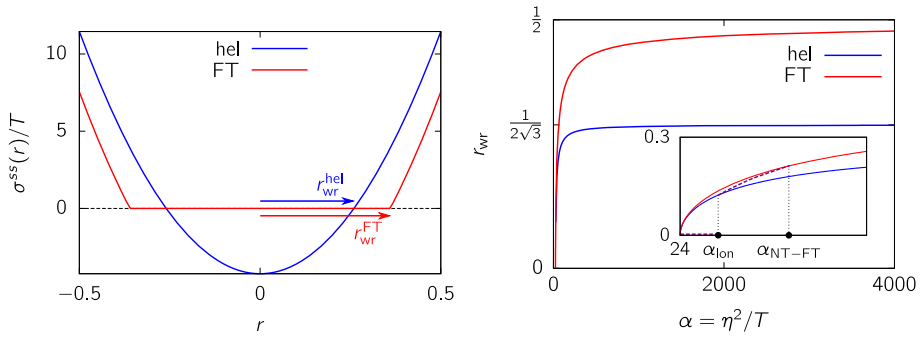 σ^{ss}(r)/T
10
5
0
hel
FT
r_{wr}^{hel}
r_{wr}^{FT}
−0.5
0
0.5
r
r_{wr}
1/2
1/(2√3)
0
hel
FT
0.3
0
24
α_{lon}
α_{NT−FT}
0
2000
4000
α = η²/T